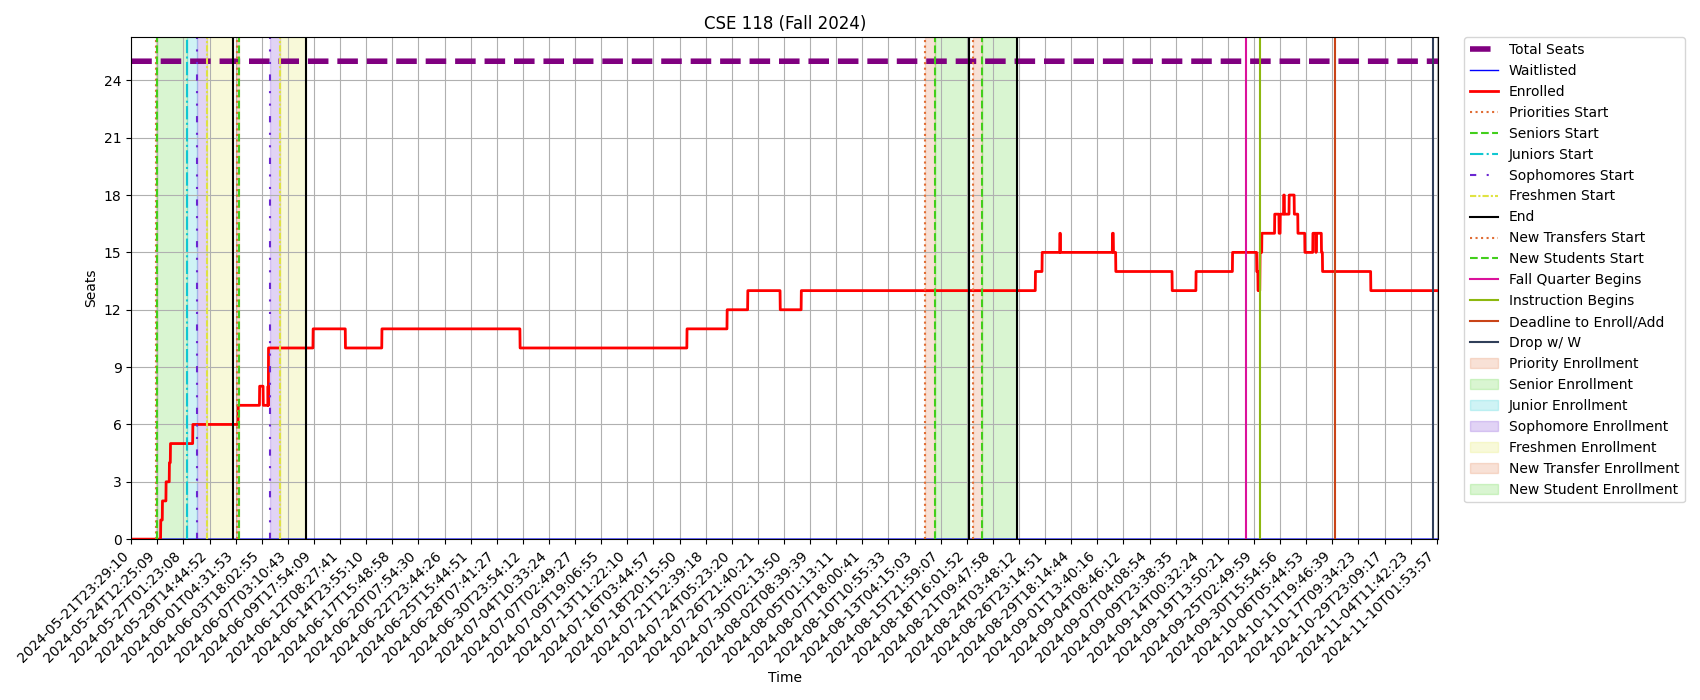 CSE 118 (Fall 2024)
Seats
24
21
18
15
12
9
6
3
0
2024-05-21T23:29:10
2024-05-24T12:25:09
2024-05-27T01:23:08
2024-05-29T14:44:52
2024-06-01T04:31:53
2024-06-03T18:02:55
2024-06-07T03:10:43
2024-06-09T17:54:09
2024-06-12T08:27:41
2024-06-14T23:55:10
2024-06-17T15:48:58
2024-06-20T07:54:30
2024-06-22T23:44:26
2024-06-25T15:44:51
2024-06-28T07:41:27
2024-06-30T23:54:12
2024-07-04T10:33:24
2024-07-07T02:49:27
2024-07-09T19:06:55
2024-07-13T11:22:10
2024-07-16T03:44:57
2024-07-18T20:15:50
2024-07-21T12:39:18
2024-07-24T05:23:20
2024-07-26T21:40:21
2024-07-30T02:13:50
2024-08-02T08:39:39
2024-08-05T01:13:11
2024-08-07T18:00:41
2024-08-10T10:55:33
2024-08-13T04:15:03
2024-08-15T21:59:07
2024-08-18T16:01:52
2024-08-21T09:47:58
2024-08-24T03:48:12
2024-08-26T23:14:51
2024-08-29T18:14:44
2024-09-01T13:40:16
2024-09-04T08:46:12
2024-09-07T04:08:54
2024-09-09T23:38:35
2024-09-14T00:32:24
2024-09-19T13:50:21
2024-09-25T02:49:59
2024-09-30T15:54:56
2024-10-06T05:44:53
2024-10-11T19:46:39
2024-10-17T09:34:23
2024-10-29T23:09:17
2024-11-04T11:42:23
2024-11-10T01:53:57
Time
Total Seats
Waitlisted
Enrolled
Priorities Start
Seniors Start
Juniors Start
Sophomores Start
Freshmen Start
End
New Transfers Start
New Students Start
Fall Quarter Begins
Instruction Begins
Deadline to Enroll/Add
Drop w/ W
Priority Enrollment
Senior Enrollment
Junior Enrollment
Sophomore Enrollment
Freshmen Enrollment
New Transfer Enrollment
New Student Enrollment